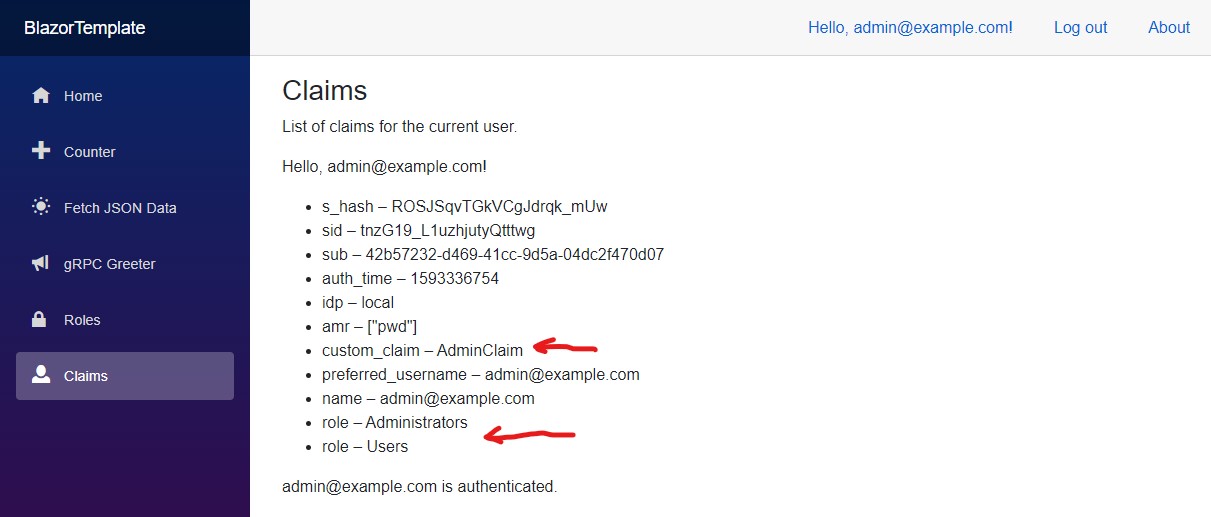 BlazorTemplate
Hello, admin@example.com! Log out About
Home
Counter
Fetch JSON Data
gRPC Greeter
Roles
Claims
Claims
List of claims for the current user.
Hello, admin@example.com!
s_hash – ROSJSqvTGkVCgJdrqk_mUw
sid – tnzG19_L1uzhjutyQtttwg
sub – 42b57232-d469-41cc-9d5a-04dc2f470d07
auth_time – 1593336754
idp – local
amr – ["pwd"]
custom_claim – AdminClaim
preferred_username – admin@example.com
name – admin@example.com
role – Administrators
role – Users
admin@example.com is authenticated.